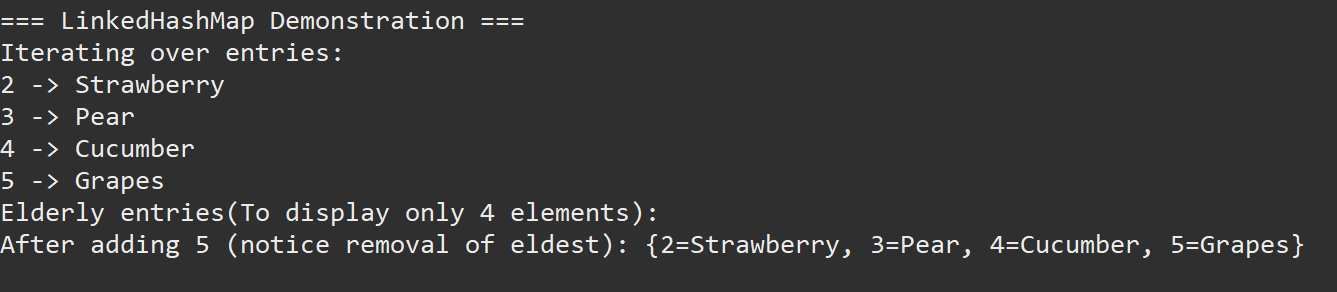 === LinkedHashMap Demonstration ===
Iterating over entries:
2 -> Strawberry
3 -> Pear
4 -> Cucumber
5 -> Grapes
Elderly entries(To display only 4 elements):
After adding 5 (notice removal of eldest): {2=Strawberry, 3=Pear, 4=Cucumber, 5=Grapes}